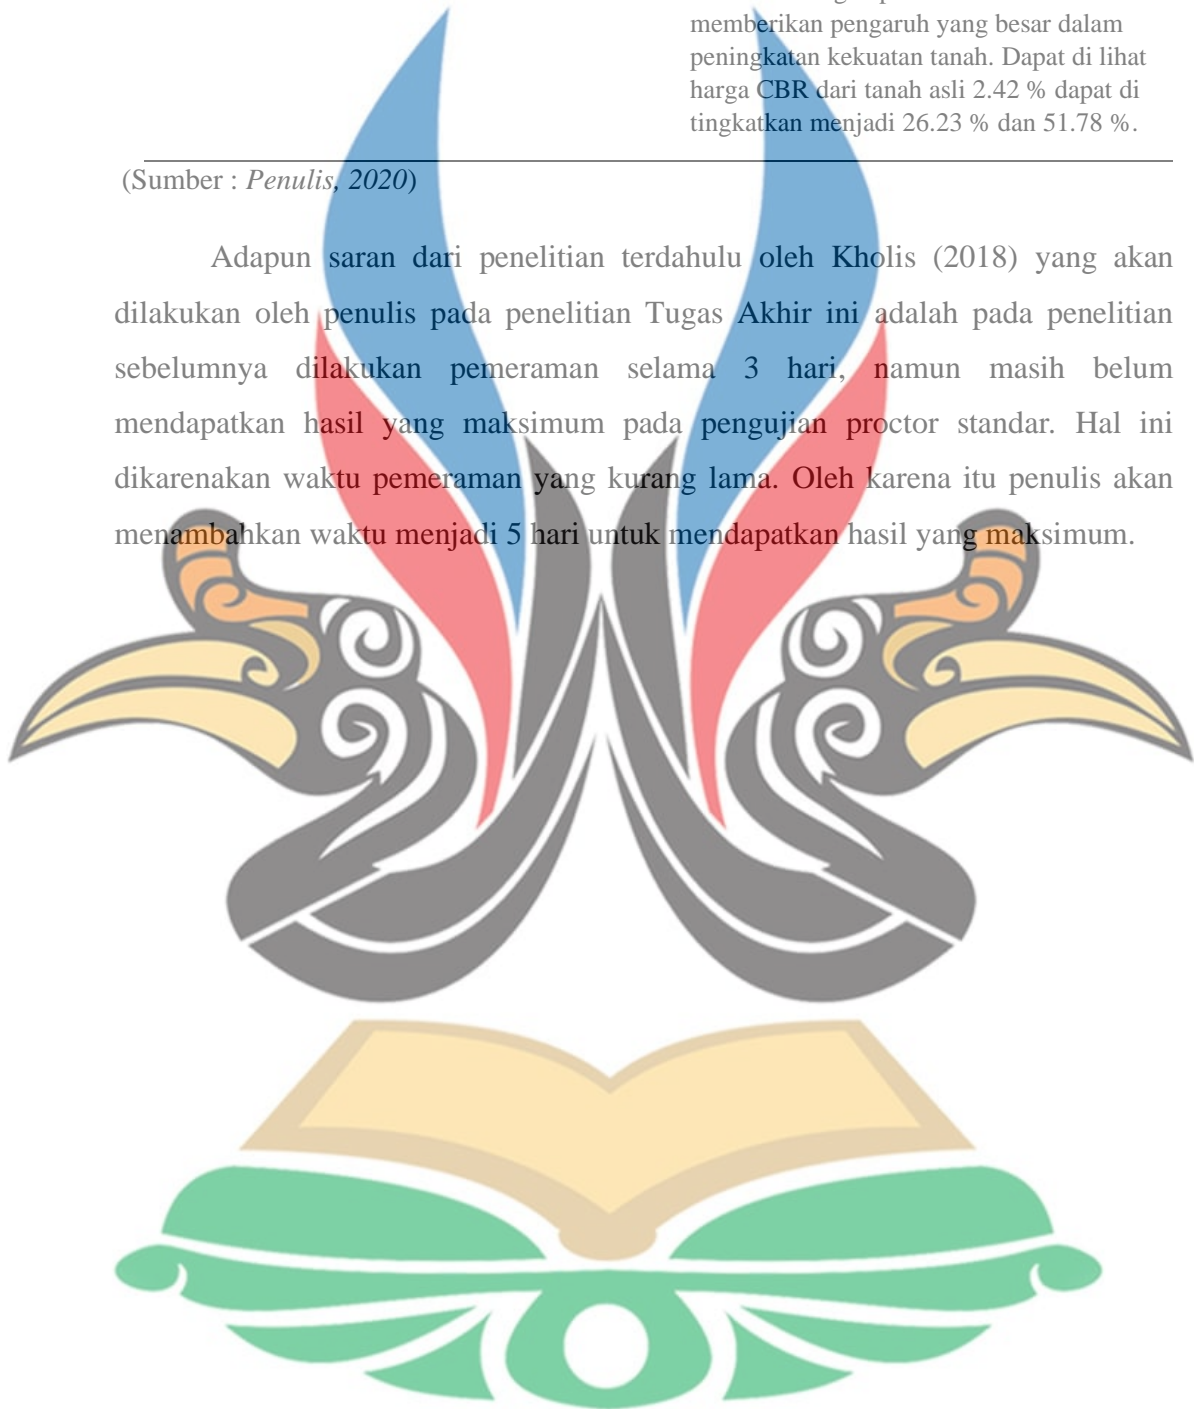 memberikan pengaruh yang besar dalam
peningkatan kekuatan tanah. Dapat di lihat
harga CBR dari tanah asli 2.42 % dapat di
tingkatkan menjadi 26.23 % dan 51.78 %.
(Sumber : Penulis, 2020)
Adapun saran dari penelitian terdahulu oleh Kholis (2018) yang akan
dilakukan oleh penulis pada penelitian Tugas Akhir ini adalah pada penelitian
sebelumnya dilakukan pemeraman selama 3 hari, namun masih belum
mendapatkan hasil yang maksimum pada pengujian proctor standar. Hal ini
dikarenakan waktu pemeraman yang kurang lama. Oleh karena itu penulis akan
menambahkan waktu menjadi 5 hari untuk mendapatkan hasil yang maksimum.